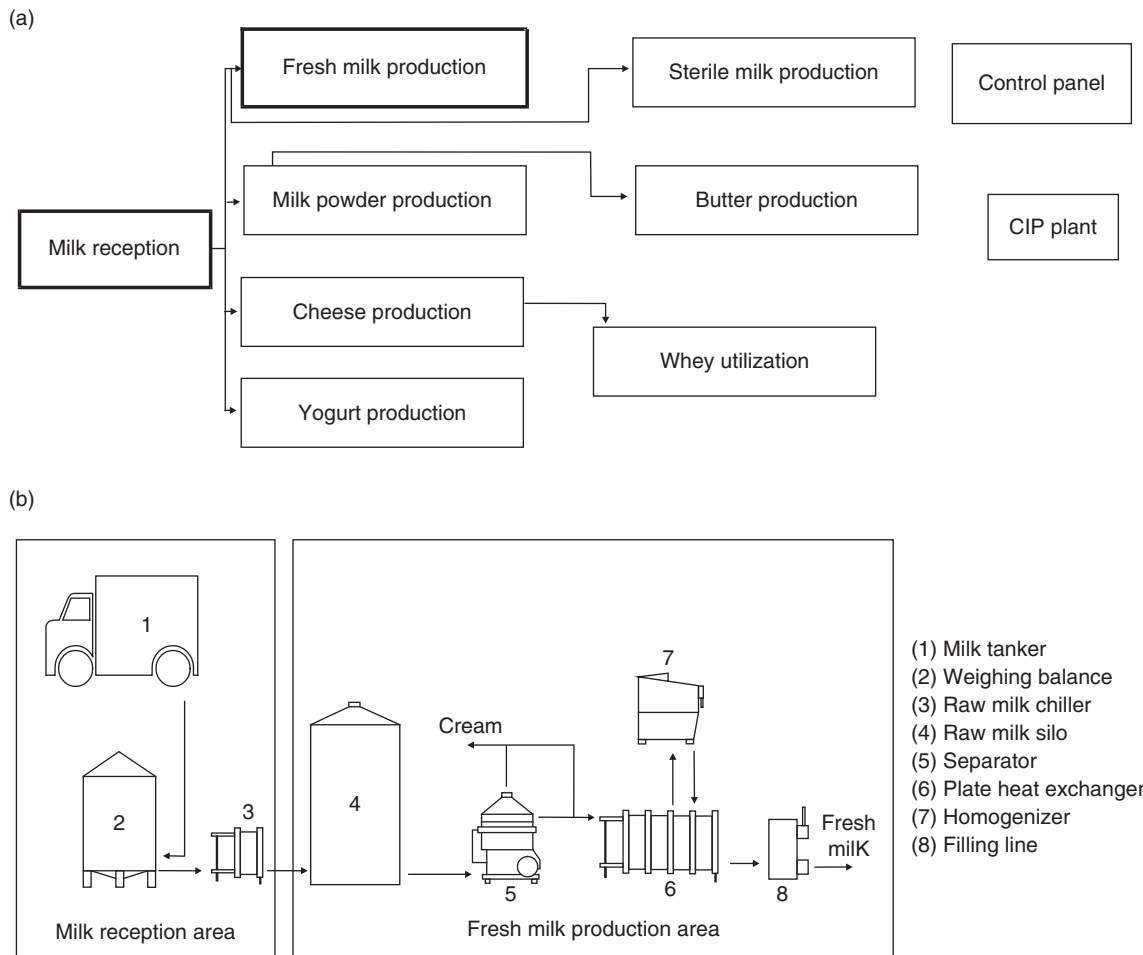 (a)
Fresh milk production
Sterile milk production
Control panel
Milk powder production
Butter production
CIP plant
Milk reception
Cheese production
Whey utilization
Yogurt production
(b)
1
2
3
4
Cream
5
6
7
8
Fresh
milK
Milk reception area
Fresh milk production area
(1) Milk tanker
(2) Weighing balance
(3) Raw milk chiller
(4) Raw milk silo
(5) Separator
(6) Plate heat exchanger
(7) Homogenizer
(8) Filling line